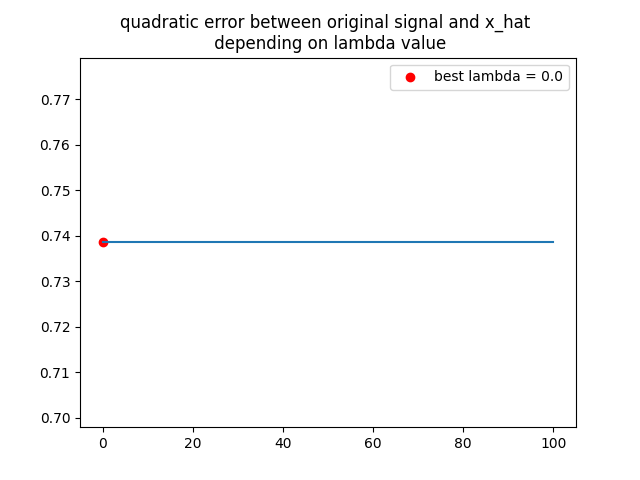 quadratic error between original signal and x_hat
depending on lambda value
best lambda = 0.0
0.77
0.76
0.75
0.74
0.73
0.72
0.71
0.70
0 20 40 60 80 100